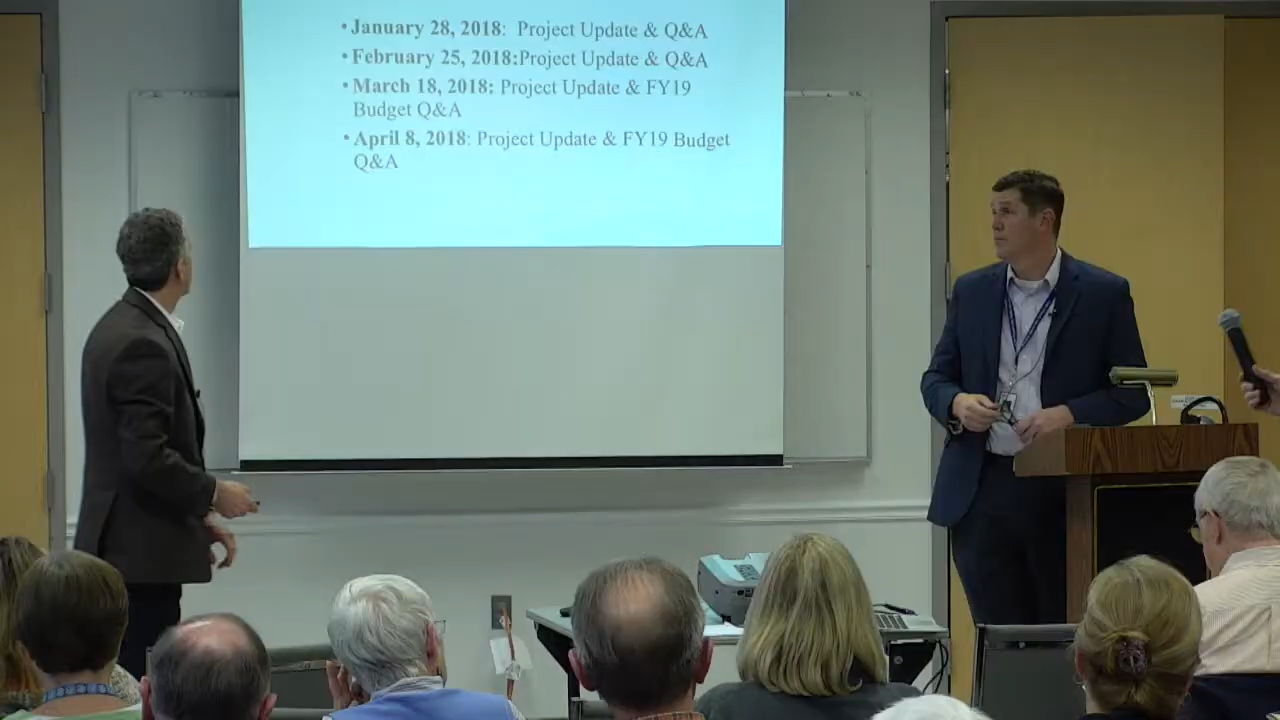 • January 28, 2018: Project Update & Q&A
• February 25, 2018:Project Update & Q&A
• March 18, 2018: Project Update & FY19
Budget Q&A
• April 8, 2018: Project Update & FY19 Budget
Q&A